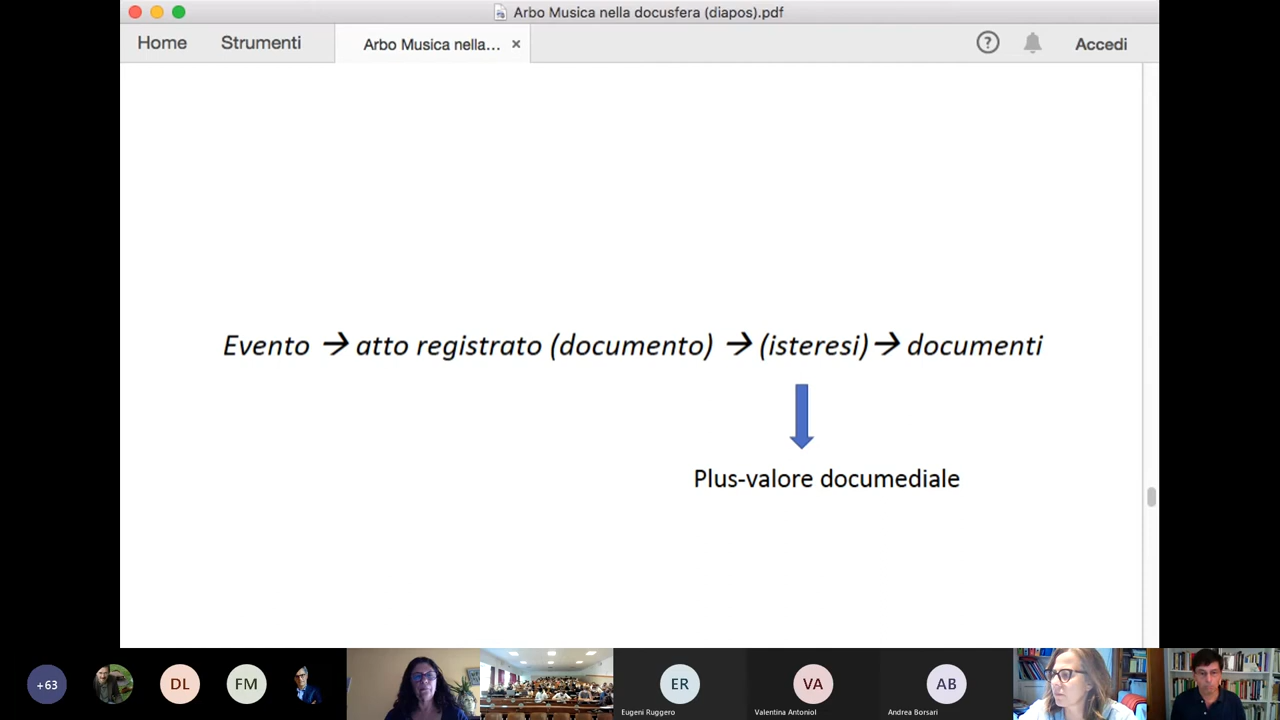 Arbo Musica nella docusfera (diapos).pdf
Home Strumenti Arbo Musica nella... × ? Accedi
Evento → atto registrato (documento) → (isteresi)→ documenti
Plus-valore documediale
+63 DL FM ER VA AB
Eugeni Ruggero Valentina Antoniol Andrea Borsari